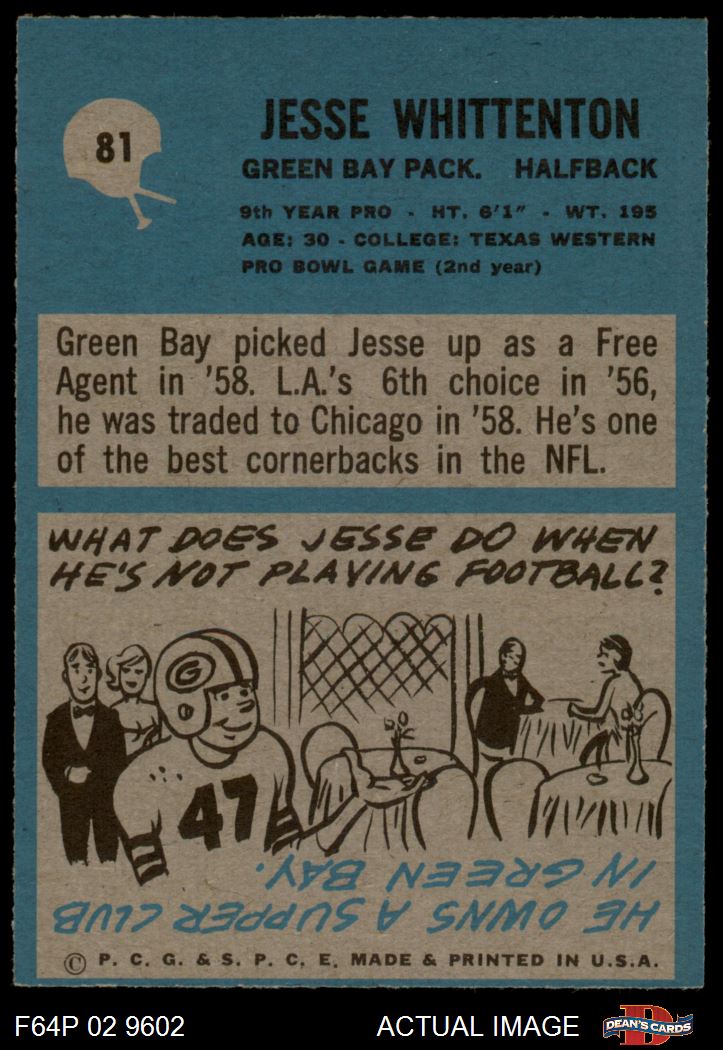 81
JESSE WHITTENTON
GREEN BAY PACK. HALFBACK
9th YEAR PRO - HT. 6'1" - WT. 195
AGE: 30 - COLLEGE: TEXAS WESTERN
PRO BOWL GAME (2nd year)
Green Bay picked Jesse up as a Free
Agent in '58. L.A.'s 6th choice in '56,
he was traded to Chicago in '58. He's one
of the best cornerbacks in the NFL.
WHAT DOES JESSE DO WHEN
HE'S NOT PLAYING FOOTBALL?
G
47
HE OWNS A SUPPER CLUB
IN GREEN BAY.
© P. C. G. & S. P. C. E. MADE & PRINTED IN U.S.A.
F64P 02 9602 ACTUAL IMAGE
D
DEAN'S CARDS